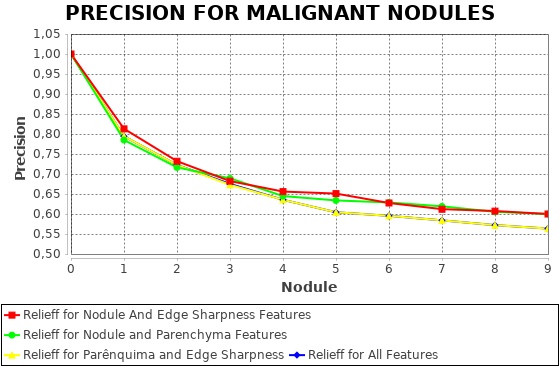 PRECISION FOR MALIGNANT NODULES
1,05
1,00
0,95
0,90
0,85
0,80
0,75
0,70
0,65
0,60
0,55
0,50
Precision
0 1 2 3 4 5 6 7 8 9
Nodule
Relieff for Nodule And Edge Sharpness Features
Relieff for Nodule and Parenchyma Features
Relieff for Parênquima and Edge Sharpness Relieff for All Features